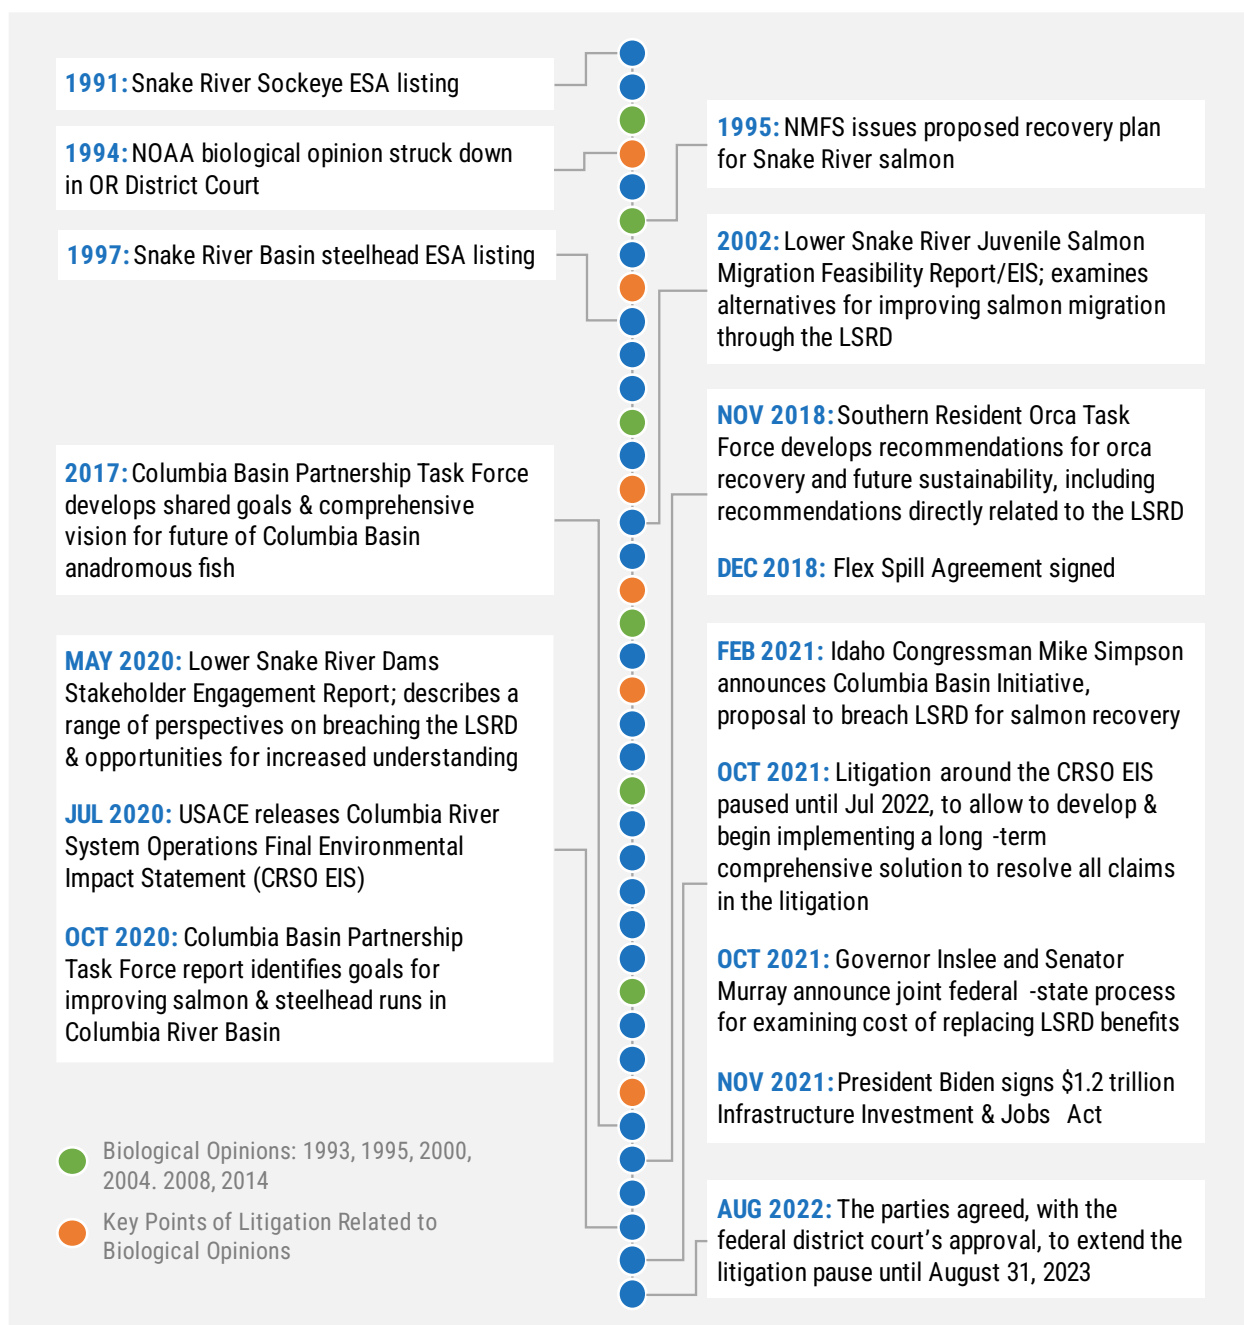 1991: Snake River Sockeye ESA listing
1994: NOAA biological opinion struck down
in OR District Court
1997: Snake River Basin steelhead ESA listing
2017: Columbia Basin Partnership Task Force
develops shared goals & comprehensive
vision for future of Columbia Basin
anadromous fish
MAY 2020: Lower Snake River Dams
Stakeholder Engagement Report; describes a
range of perspectives on breaching the LSRD
& opportunities for increased understanding
JUL 2020: USACE releases Columbia River
System Operations Final Environmental
Impact Statement (CRSO EIS)
OCT 2020: Columbia Basin Partnership
Task Force report identifies goals for
improving salmon & steelhead runs in
Columbia River Basin
Biological Opinions: 1993, 1995, 2000,
2004. 2008, 2014
Key Points of Litigation Related to
Biological Opinions
1995: NMFS issues proposed recovery plan
for Snake River salmon
2002: Lower Snake River Juvenile Salmon
Migration Feasibility Report/EIS; examines
alternatives for improving salmon migration
through the LSRD
NOV 2018: Southern Resident Orca Task
Force develops recommendations for orca
recovery and future sustainability, including
recommendations directly related to the LSRD
DEC 2018: Flex Spill Agreement signed
FEB 2021: Idaho Congressman Mike Simpson
announces Columbia Basin Initiative,
proposal to breach LSRD for salmon recovery
OCT 2021: Litigation around the CRSO EIS
paused until Jul 2022, to allow to develop &
begin implementing a long -term
comprehensive solution to resolve all claims
in the litigation
OCT 2021: Governor Inslee and Senator
Murray announce joint federal -state process
for examining cost of replacing LSRD benefits
NOV 2021: President Biden signs $1.2 trillion
Infrastructure Investment & Jobs Act
AUG 2022: The parties agreed, with the
federal district court's approval, to extend the
litigation pause until August 31, 2023